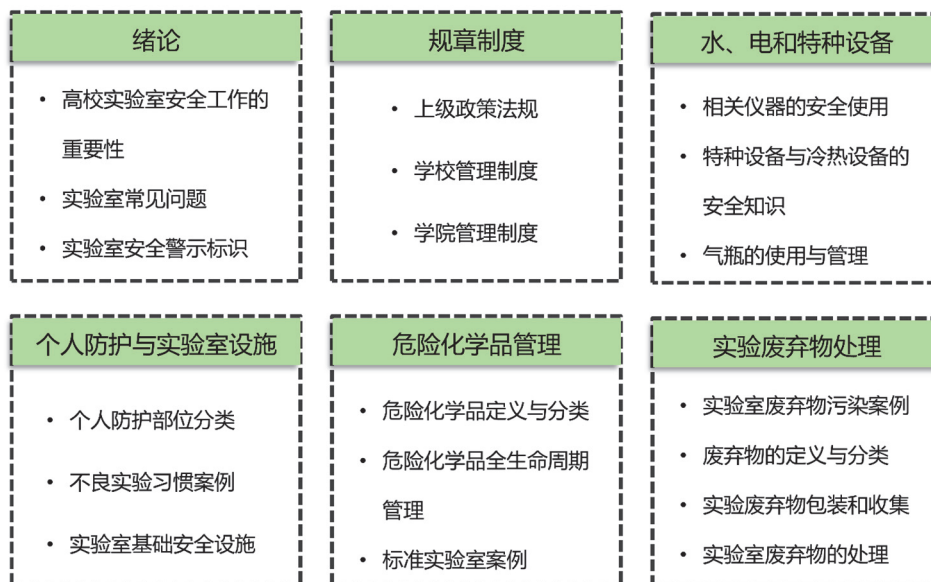 绪论
• 高校实验室安全工作的
重要性
• 实验室常见问题
• 实验室安全警示标识
规章制度
• 上级政策法规
• 学校管理制度
• 学院管理制度
水、电和特种设备
• 相关仪器的安全使用
• 特种设备与冷热设备的
安全知识
• 气瓶的使用与管理
个人防护与实验室设施
• 个人防护部位分类
• 不良实验习惯案例
• 实验室基础安全设施
危险化学品管理
• 危险化学品定义与分类
• 危险化学品全生命周期
管理
• 标准实验室案例
实验废弃物处理
• 实验室废弃物污染案例
• 废弃物的定义与分类
• 实验废弃物包装和收集
• 实验室废弃物的处理